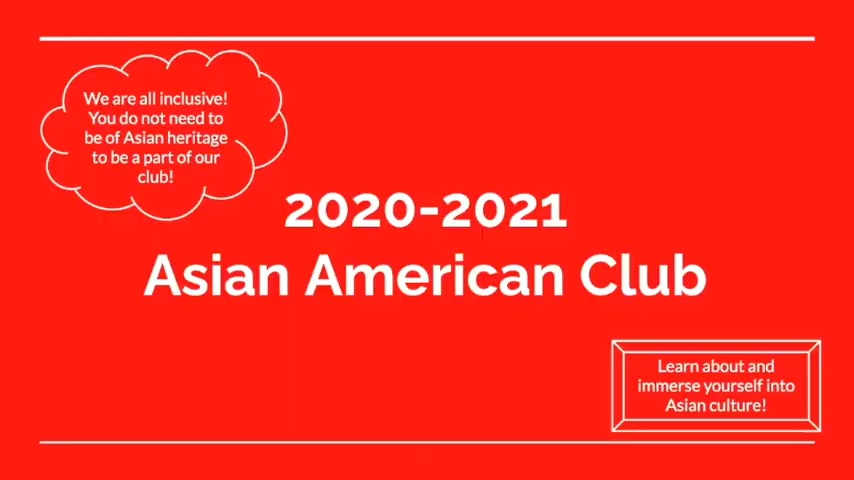 We are all inclusive!
You do not need to
be of Asian heritage
to be a part of our
club!
2020-2021
Asian American Club
Learn about and
immerse yourself into
Asian culture!